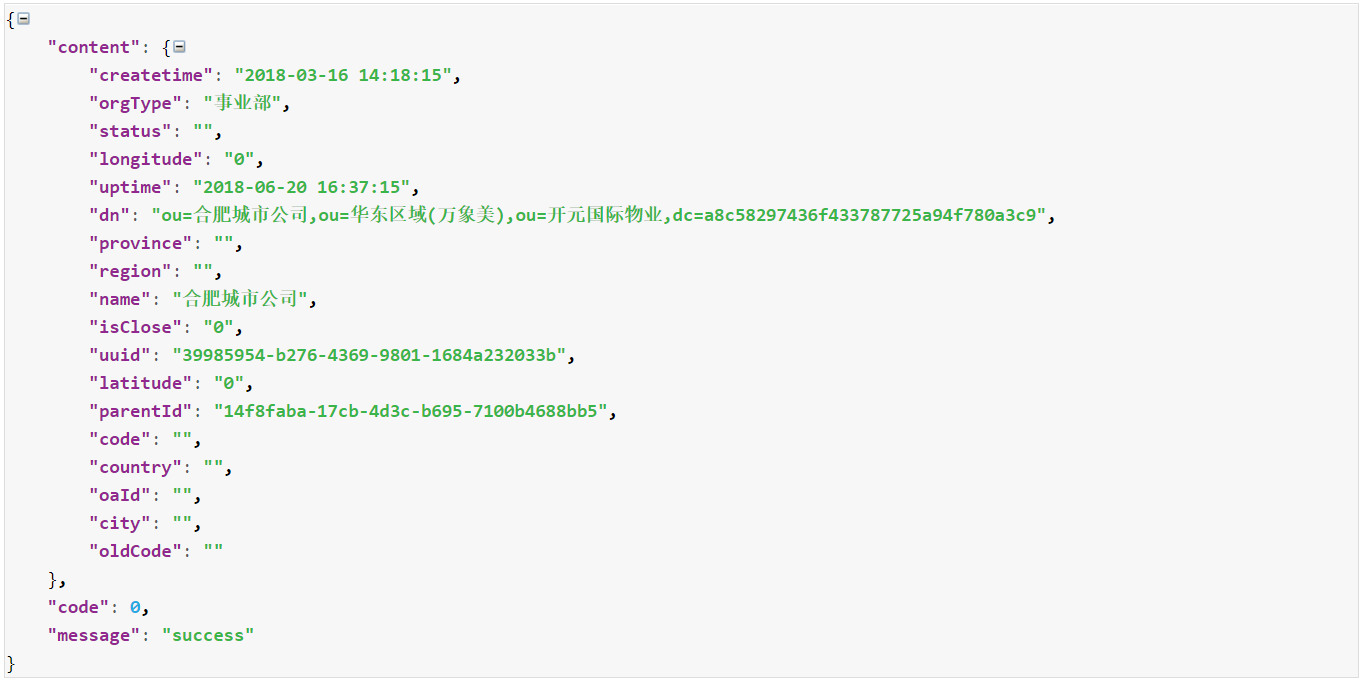 {
"content": {
"createtime": "2018-03-16 14:18:15",
"orgType": "事业部",
"status": "",
"longitude": "0",
"uptime": "2018-06-20 16:37:15",
"dn": "ou=合肥城市公司,ou=华东区域(万象美),ou=开元国际物业,dc=a8c58297436f433787725a94f780a3c9",
"province": "",
"region": "",
"name": "合肥城市公司",
"isClose": "0",
"uuid": "39985954-b276-4369-9801-1684a232033b",
"latitude": "0",
"parentId": "14f8faba-17cb-4d3c-b695-7100b4688bb5",
"code": "",
"country": "",
"oaId": "",
"city": "",
"oldCode": ""
},
"code": 0,
"message": "success"
}